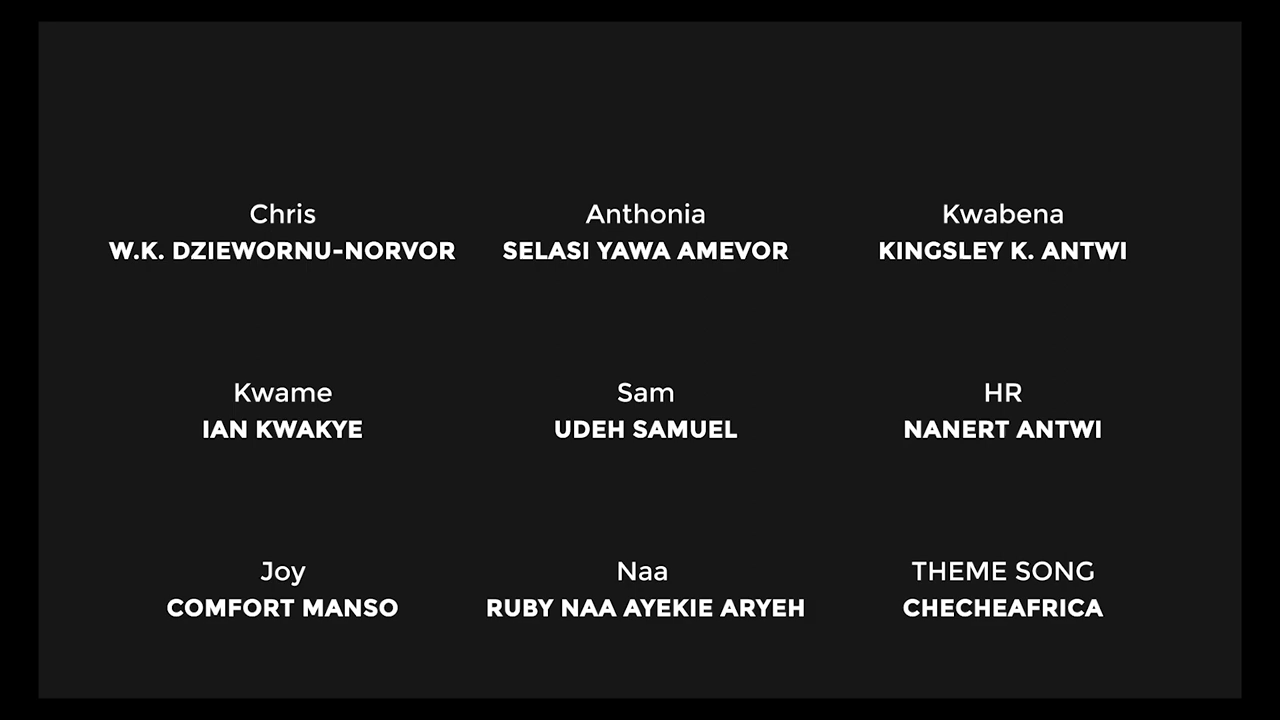 Chris
W.K. DZIEWORNU-NORVOR
Anthonia
SELASI YAWA AMEVOR
Kwabena
KINGSLEY K. ANTWI
Kwame
IAN KWAKYE
Sam
UDEH SAMUEL
HR
NANERT ANTWI
Joy
COMFORT MANSO
Naa
RUBY NAA AYEKIE ARYEH
THEME SONG
CHECHEAFRICA